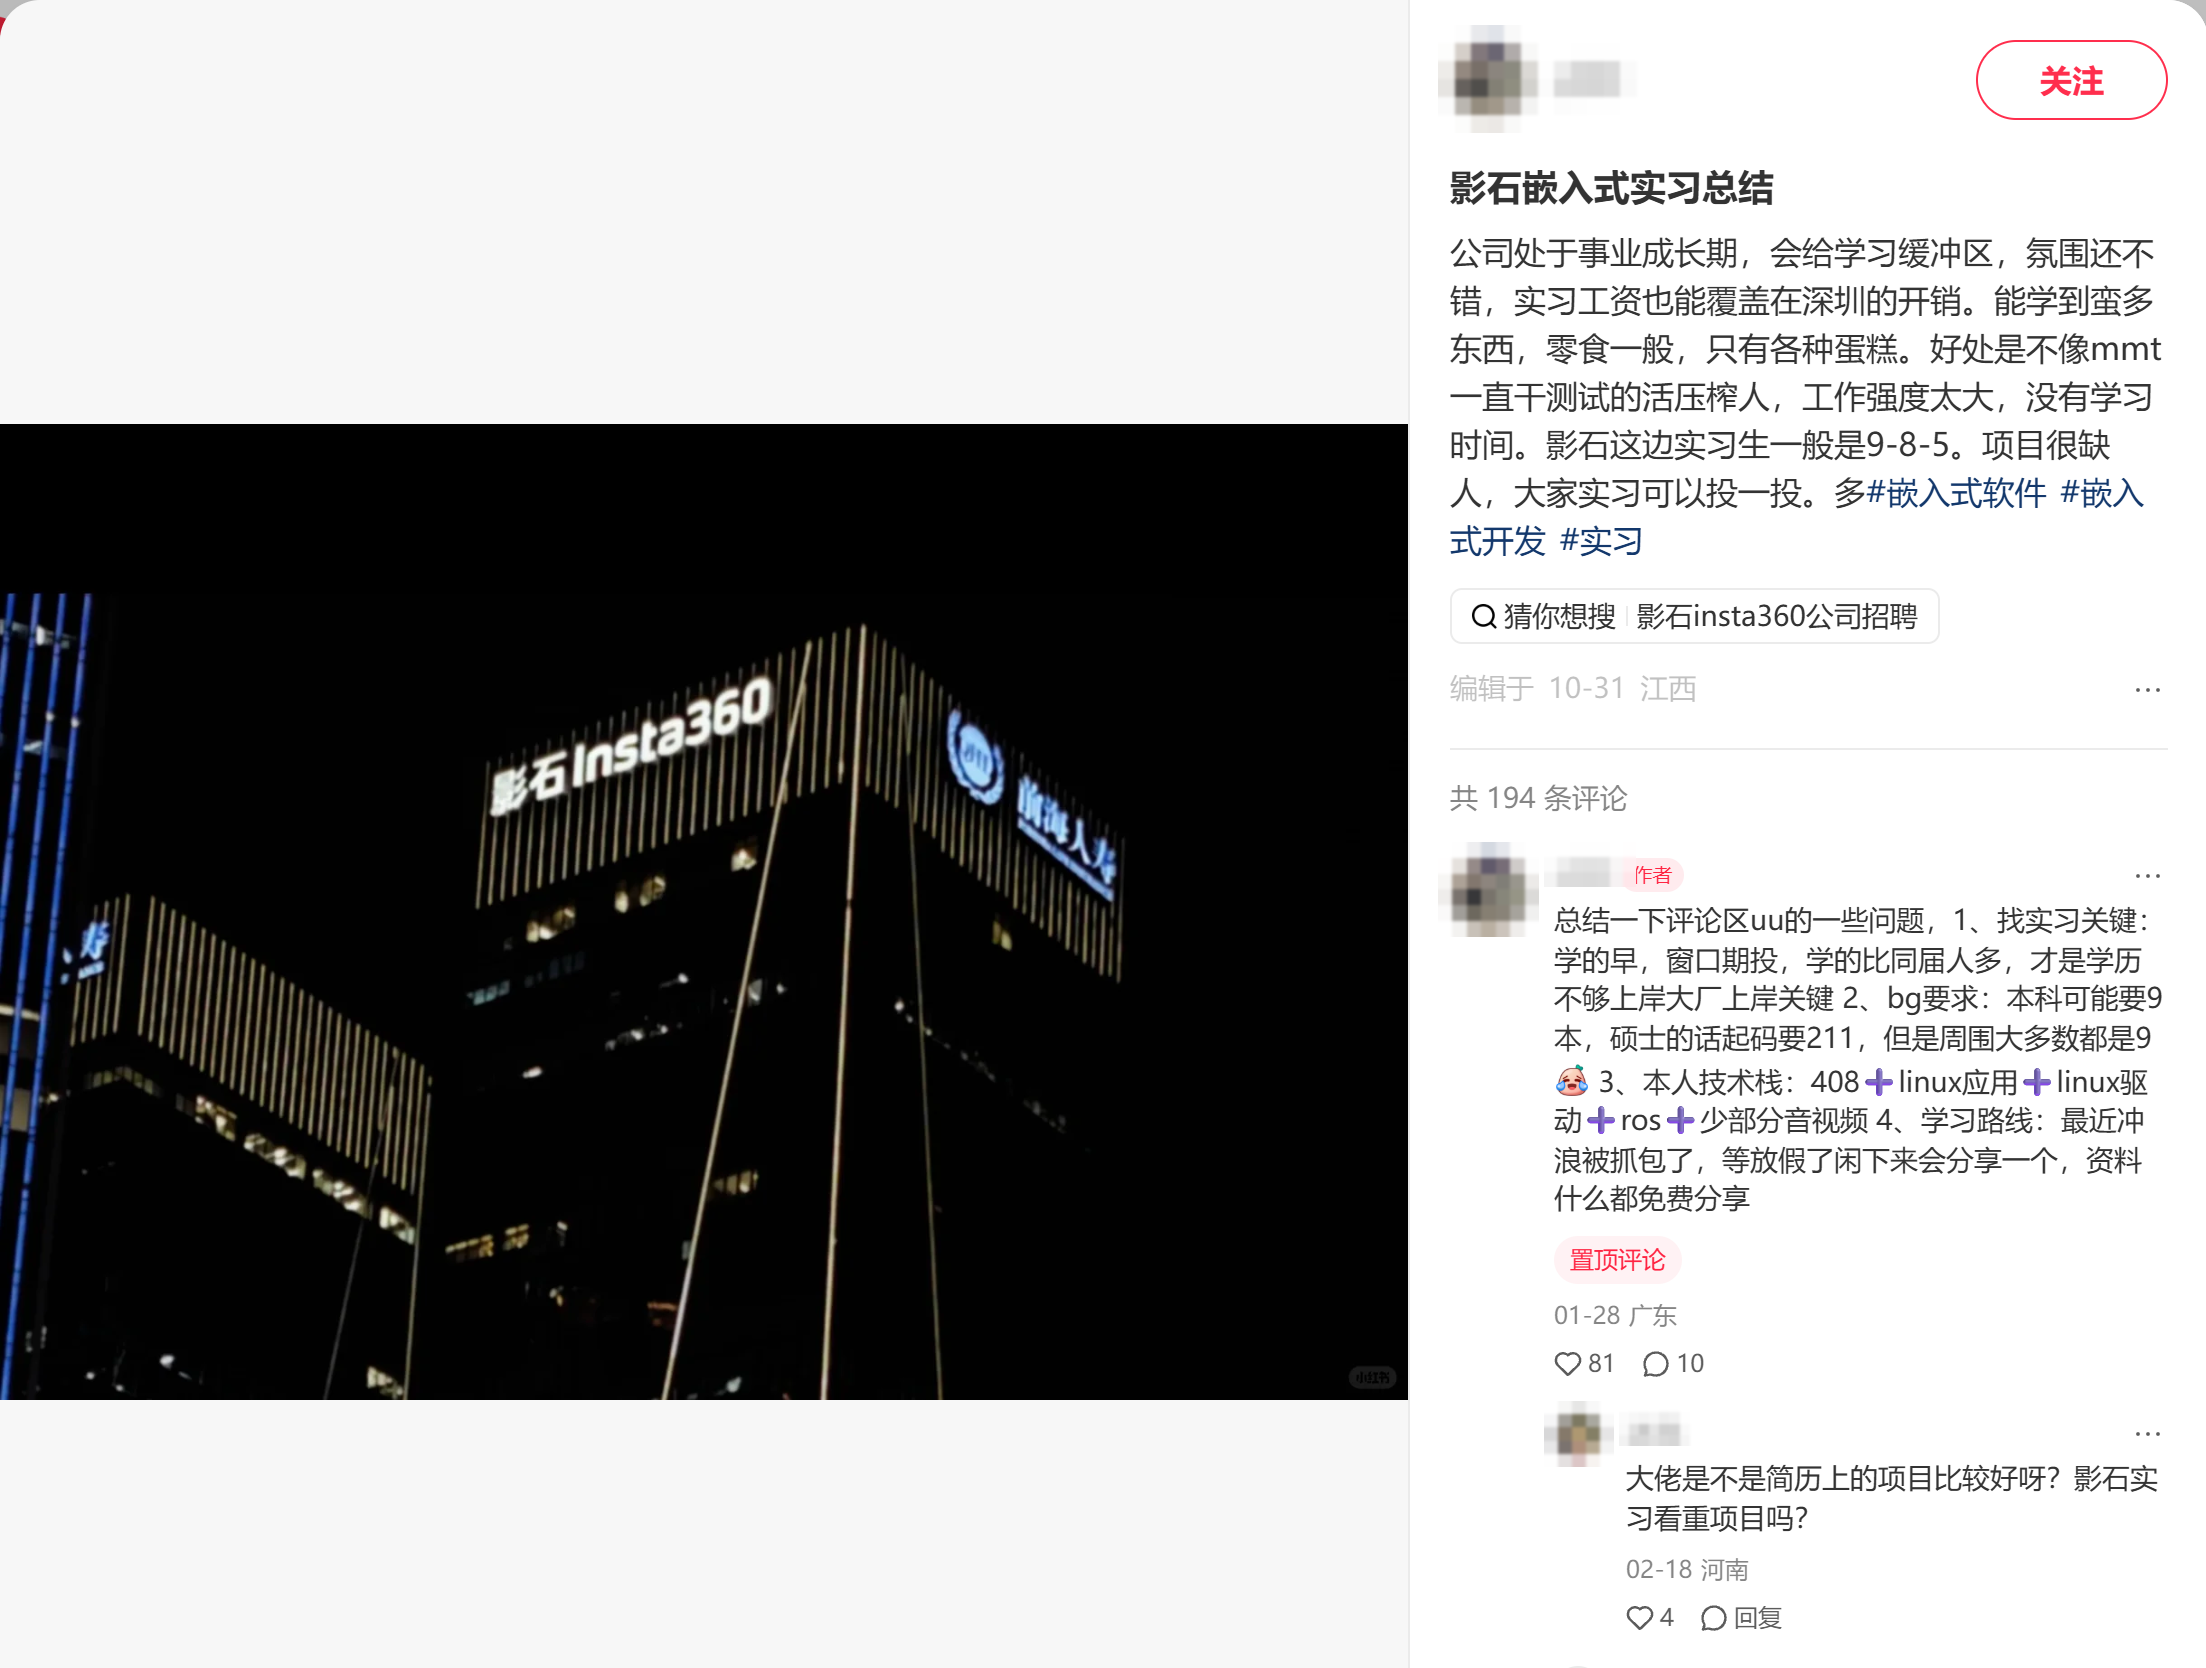 影石Insta360
前海人寿
人寿
小红书
关注
影石嵌入式实习总结
公司处于事业成长期，会给学习缓冲区，氛围还不
错，实习工资也能覆盖在深圳的开销。能学到蛮多
东西，零食一般，只有各种蛋糕。好处是不像mmt
一直干测试的活压榨人，工作强度太大，没有学习
时间。影石这边实习生一般是9-8-5。项目很缺
人，大家实习可以投一投。多#嵌入式软件 #嵌入
式开发 #实习
猜你想搜 影石insta360公司招聘
编辑于 10-31 江西
共 194 条评论
作者
总结一下评论区uu的一些问题，1、找实习关键：
学的早，窗口期投，学的比同届人多，才是学历
不够上岸大厂上岸关键 2、bg要求：本科可能要9
本，硕士的话起码要211，但是周围大多数都是9
3、本人技术栈：408➕linux应用➕linux驱
动➕ros➕少部分音视频 4、学习路线：最近冲
浪被抓包了，等放假了闲下来会分享一个，资料
什么都免费分享
置顶评论
01-28 广东
81 10
大佬是不是简历上的项目比较好呀？影石实
习看重项目吗？
02-18 河南
4 回复